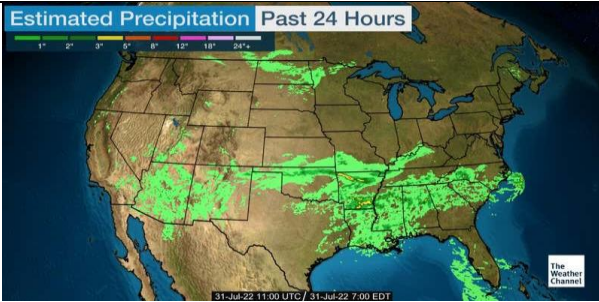 Estimated Precipitation Past 24 Hours
1" 2" 3" 5" 8" 12" 18" 24"+
The
Weather
Channel
31-Jul-22 11:00 UTC / 31-Jul-22 7:00 EDT